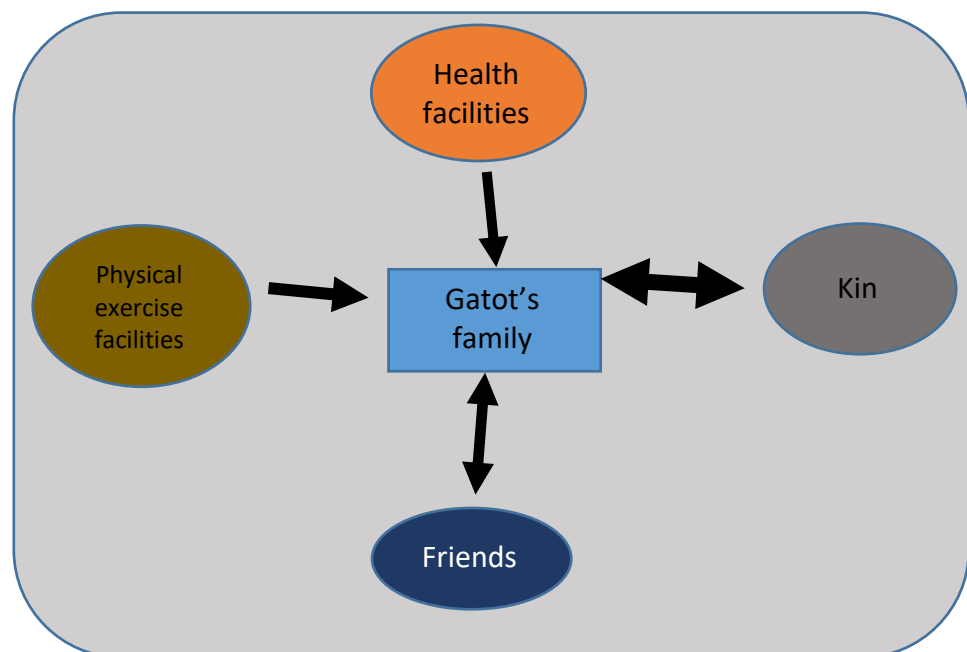 Health
facilities
Physical
exercise
facilities
Gatot’s
family
Kin
Friends